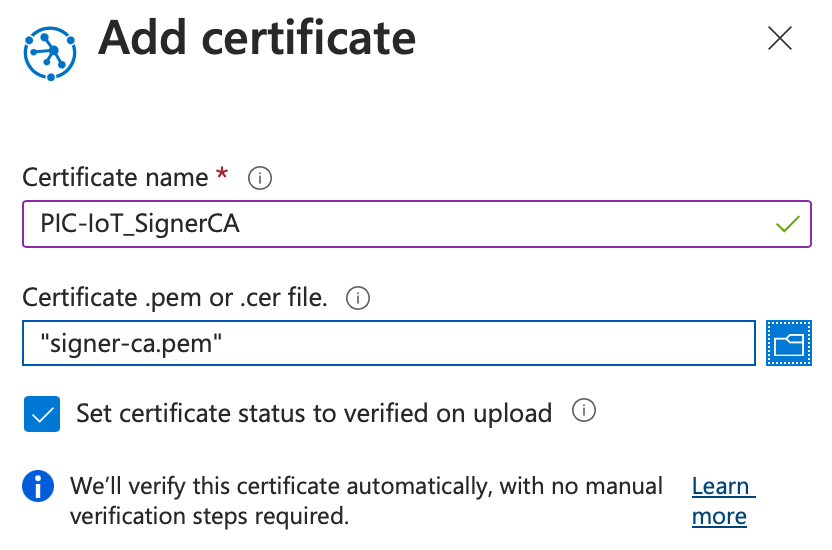 Add certificate
Certificate name *
PIC-IoT_SignerCA
Certificate .pem or .cer file.
"signer-ca.pem"
Set certificate status to verified on upload
We’ll verify this certificate automatically, with no manual Learn
verification steps required. more